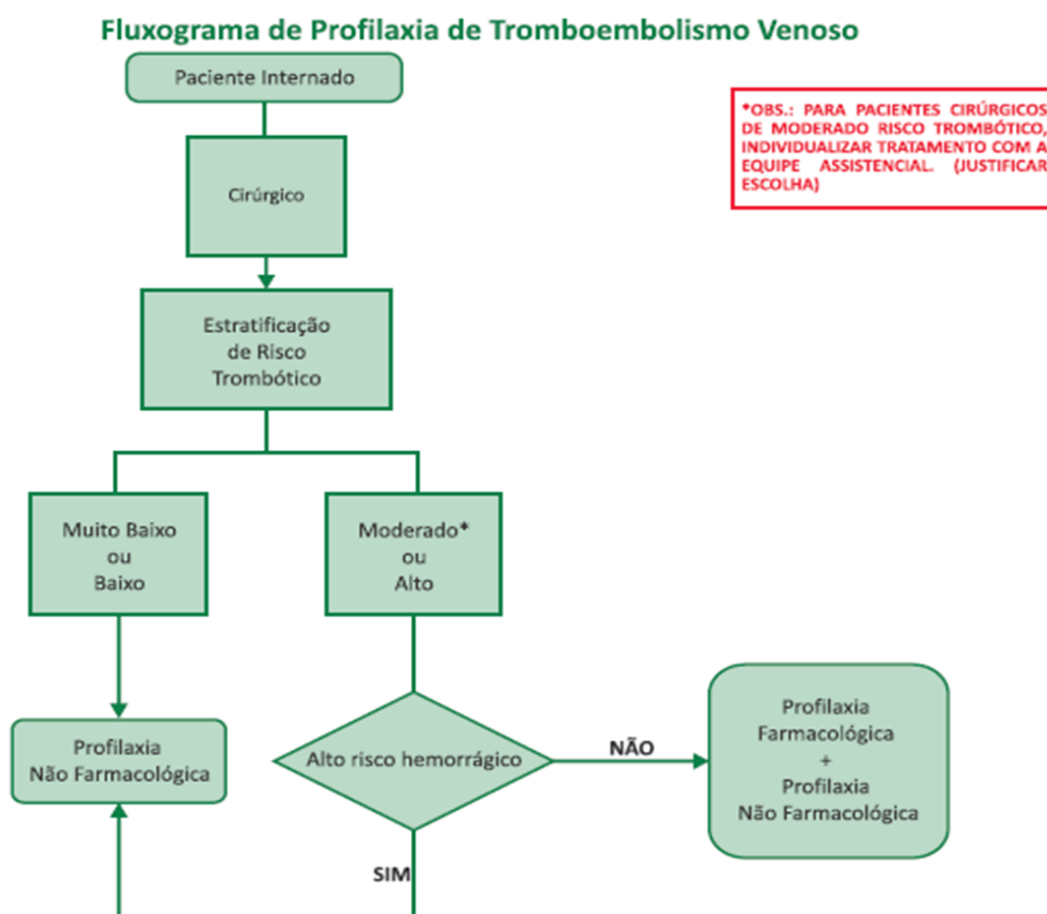 Fluxograma de Profilaxia de Tromboembolismo Venoso
Paciente Internado
*OBS.: PARA PACIENTES CIRÚRGICOS
DE MODERADO RISCO TROMBÓTICO,
INDIVIDUALIZAR TRATAMENTO COM A
EQUIPE ASSISTENCIAL. (JUSTIFICAR
ESCOLHA)
Cirúrgico
Estratificação
de Risco
Trombótico
Muito Baixo
ou
Baixo
Moderado*
ou
Alto
Profilaxia
Não Farmacológica
Alto risco hemorrágico
NÃO
Profilaxia
Farmacológica
+
Profilaxia
Não Farmacológica
SIM